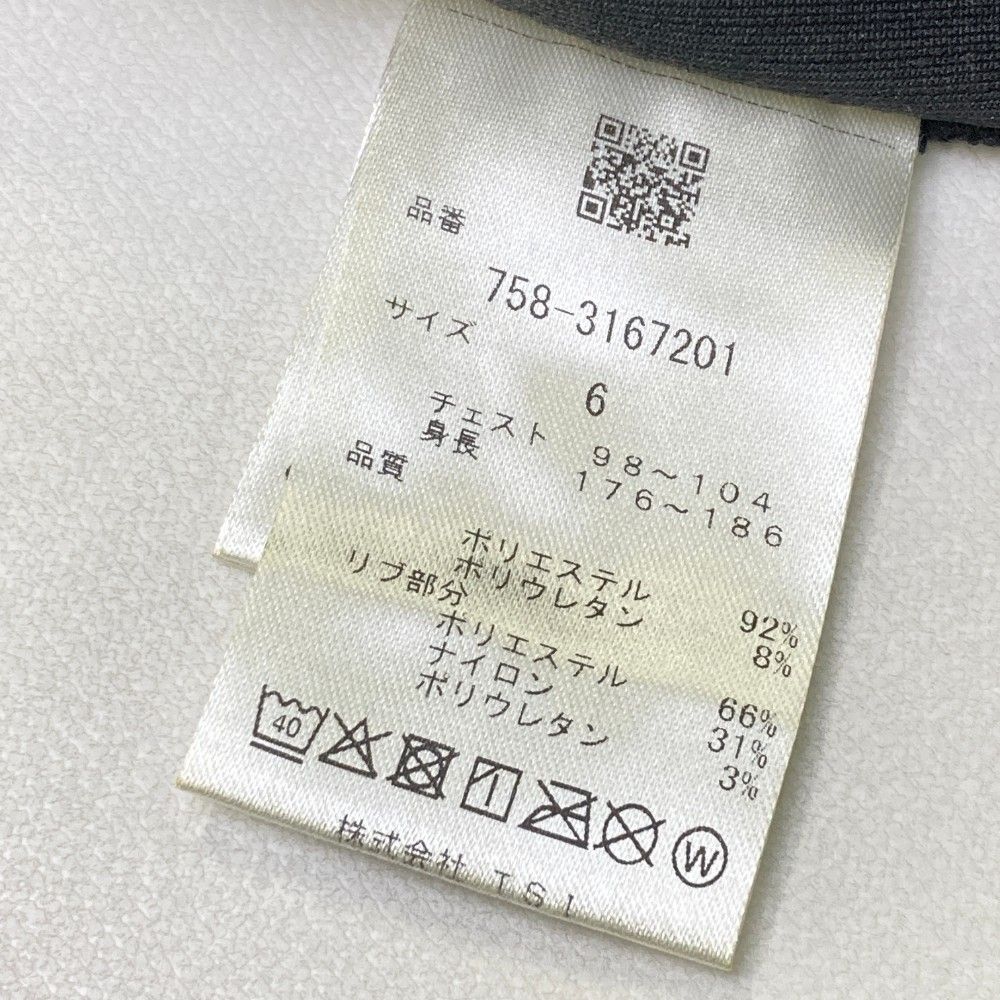 品番
758-3167201
サイズ
6
チェスト 98～104
身長 176～186
品質
ポリエステル 92%
ポリウレタン 8%
リブ部分
ポリエステル 66%
ナイロン 31%
ポリウレタン 3%
40
W
株式会社 TSI